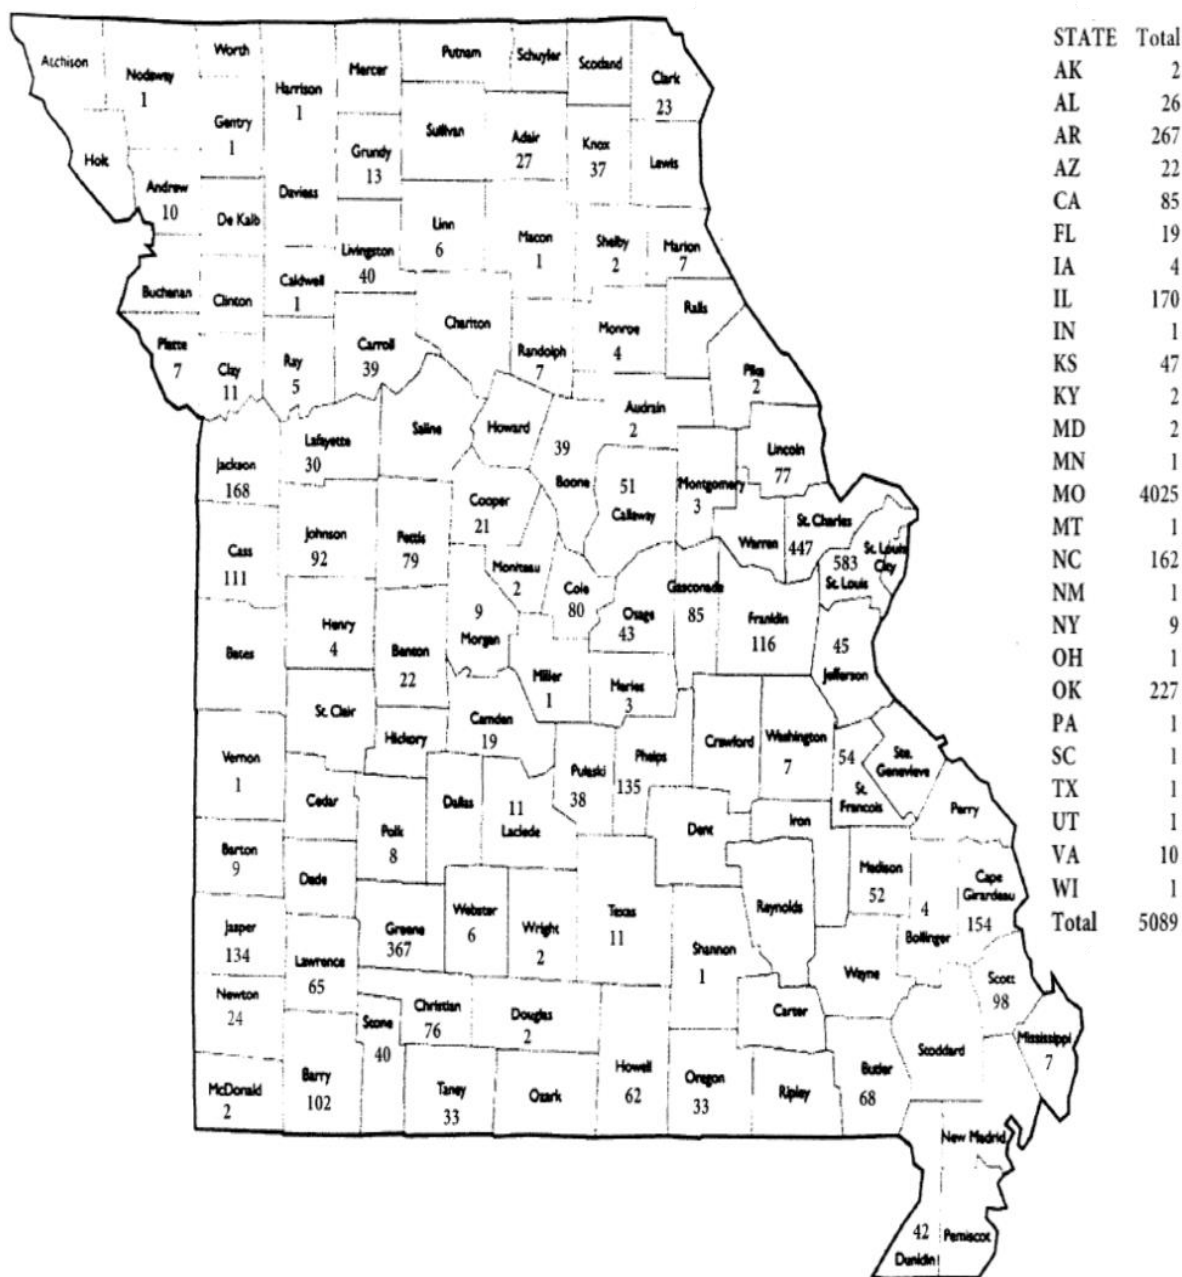 Atchison
Nodaway
1
Worth
Gentry
1
Harrison
1
Mercer
Putnam
Schuyler
Scotland
Clark
23
Holt
Andrew
10
De Kalb
Daviess
Grundy
13
Sullivan
Adair
27
Knox
37
Lewis
Buchanan
Clinton
Caldwell
1
Livingston
40
Linn
6
Macon
1
Shelby
2
Marion
7
Platte
7
Clay
11
Ray
5
Carroll
39
Chariton
Randolph
7
Monroe
4
Ralls
Pike
2
Jackson
168
Lafayette
30
Saline
Howard
39
Boone
Audrain
2
51
Callaway
Montgomery
3
Lincoln
77
Warren
St. Charles
447
583
St. Louis
St. Louis
City
Cass
111
Johnson
92
Pettis
79
Cooper
21
Moniteau
2
Cole
80
Osage
43
Gasconade
85
Franklin
116
45
Jefferson
Bates
Henry
4
Benton
22
9
Morgan
Miller
1
Maries
3
St. Clair
Hickory
Camden
19
Pulaski
38
Phelps
135
Crawford
Washington
7
54
St.
Francois
Ste.
Genevieve
Perry
Vernon
1
Cedar
Polk
8
Dallas
11
Laclede
Dent
Iron
Barton
9
Dade
Madison
52
4
Bollinger
Cape
Girardeau
154
Jasper
134
Lawrence
65
Greene
367
Webster
6
Wright
2
Texas
11
Shannon
1
Reynolds
Wayne
Scott
98
Newton
24
Stone
40
Christian
76
Douglas
2
Howell
62
Carter
Butler
68
Stoddard
Mississippi
7
McDonald
2
Barry
102
Taney
33
Ozark
Oregon
33
Ripley
New Madrid
42
Dunklin
Pemiscot
STATE Total
AK 2
AL 26
AR 267
AZ 22
CA 85
FL 19
IA 4
IL 170
IN 1
KS 47
KY 2
MD 2
MN 1
MO 4025
MT 1
NC 162
NM 1
NY 9
OH 1
OK 227
PA 1
SC 1
TX 1
UT 1
VA 10
WI 1
Total 5089